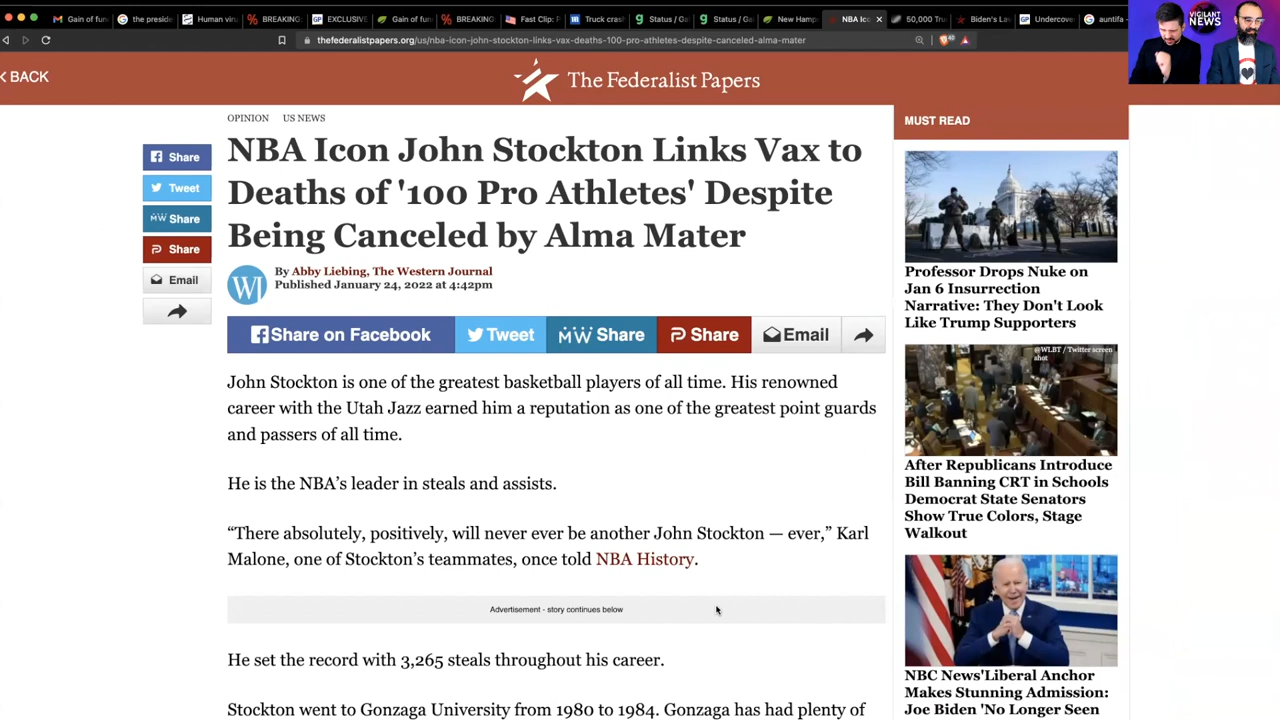 Gain of fun
the preside
Human viru
BREAKING:
EXCLUSIVE
Gain of fun
BREAKING:
Fast Clip: F
Truck crash
Status / Ga
Status / Ga
New Hamp
NBA Ico
50,000 Tru
Biden's Law
Undercove
auntifa
thefederalistpapers.org/us/nba-icon-john-stockton-links-vax-deaths-100-pro-athletes-despite-canceled-alma-mater
VIGILANT
NEWS
< BACK
The Federalist Papers
OPINION US NEWS
NBA Icon John Stockton Links Vax to
Deaths of '100 Pro Athletes' Despite
Being Canceled by Alma Mater
WJ
By Abby Liebing, The Western Journal
Published January 24, 2022 at 4:42pm
Share
Tweet
MW Share
Share
Email
Share on Facebook
Tweet
MW Share
Share
Email
John Stockton is one of the greatest basketball players of all time. His renowned
career with the Utah Jazz earned him a reputation as one of the greatest point guards
and passers of all time.
He is the NBA’s leader in steals and assists.
“There absolutely, positively, will never ever be another John Stockton — ever,” Karl
Malone, one of Stockton’s teammates, once told NBA History.
Advertisement - story continues below
He set the record with 3,265 steals throughout his career.
Stockton went to Gonzaga University from 1980 to 1984. Gonzaga has had plenty of
MUST READ
Professor Drops Nuke on
Jan 6 Insurrection
Narrative: They Don't Look
Like Trump Supporters
@WLBT / Twitter screen
shot
After Republicans Introduce
Bill Banning CRT in Schools
Democrat State Senators
Show True Colors, Stage
Walkout
NBC News'Liberal Anchor
Makes Stunning Admission:
Joe Biden 'No Longer Seen